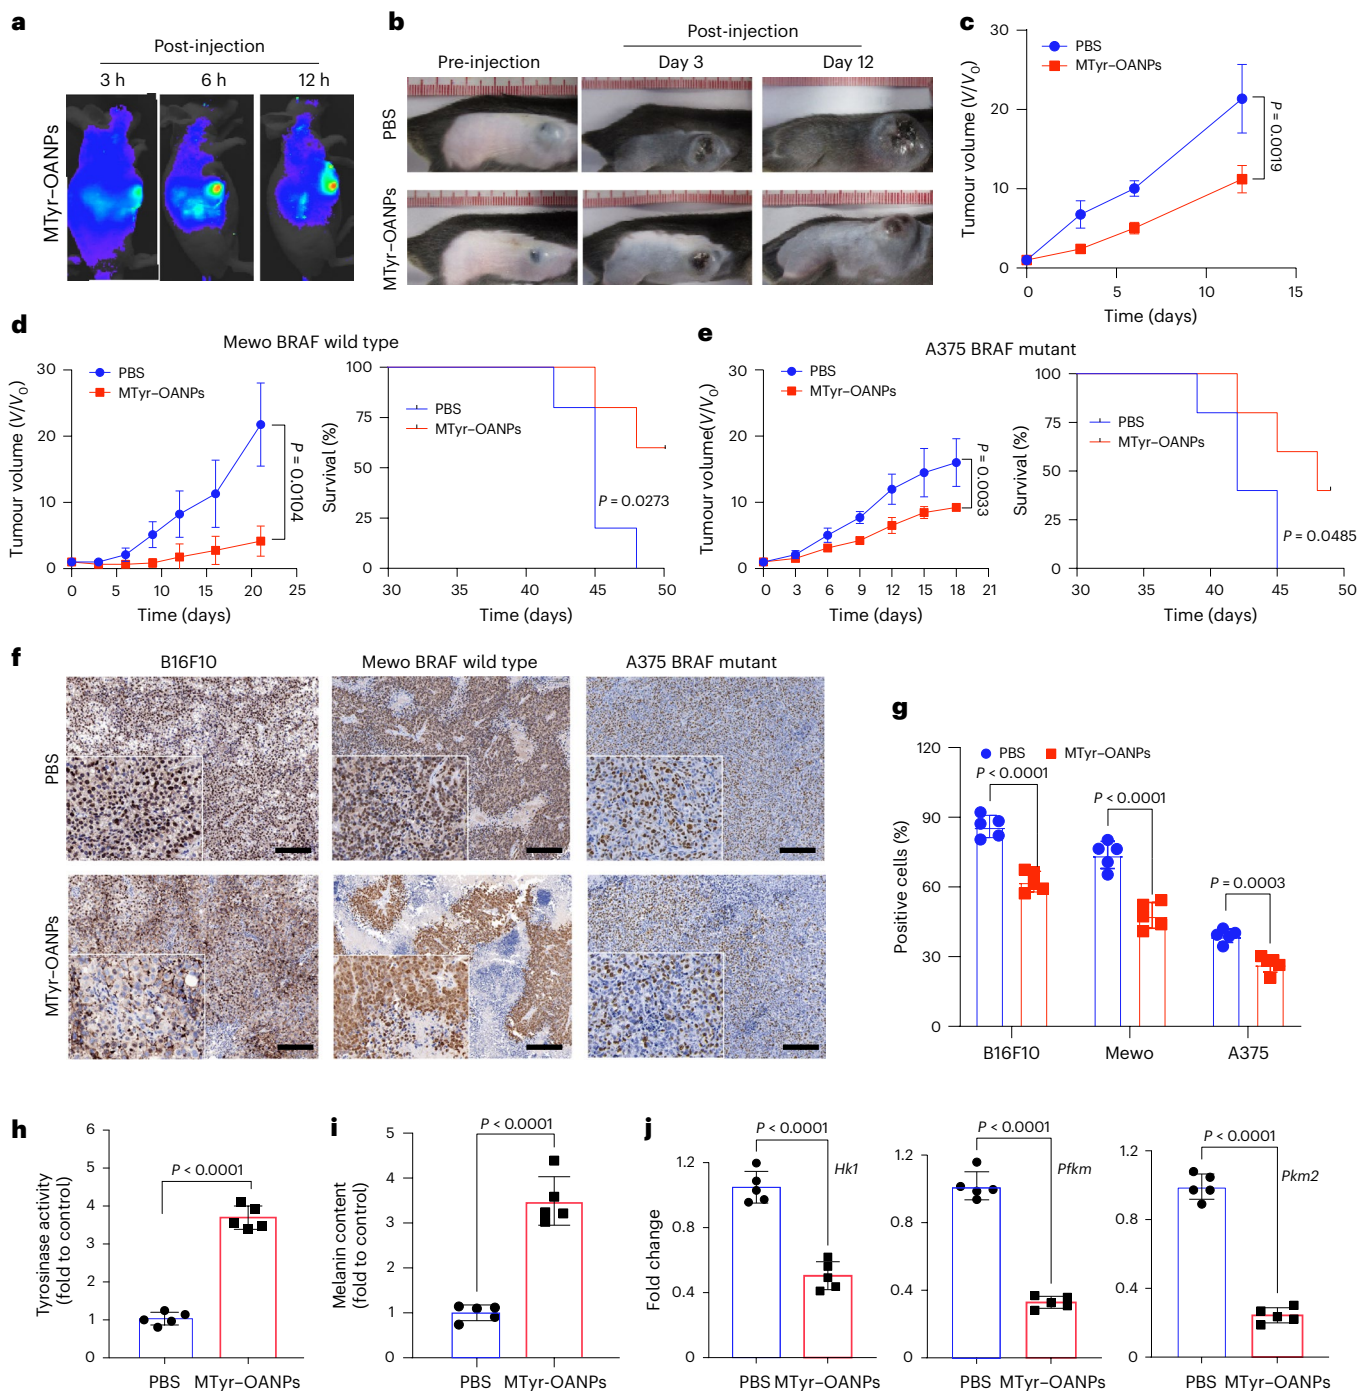 a
Post-injection
3 h
6 h
12 h
MTyr–OANPs
b
Post-injection
Pre-injection
Day 3
Day 12
PBS
MTyr–OANPs
c
PBS
MTyr–OANPs
Tumour volume (V/V0)
30
20
10
0
0
5
10
15
Time (days)
P = 0.0019
d
Mewo BRAF wild type
PBS
MTyr–OANPs
Tumour volume (V/V0)
30
20
10
0
0
5
10
15
20
25
Time (days)
P = 0.0104
Survival (%)
100
75
50
25
0
PBS
MTyr–OANPs
P = 0.0273
30
35
40
45
50
Time (days)
e
A375 BRAF mutant
PBS
MTyr–OANPs
Tumour volume(V/V0)
30
20
10
0
0
3
6
9
12
15
18
21
Time (days)
P = 0.0033
Survival (%)
100
75
50
25
0
PBS
MTyr–OANPs
P = 0.0485
30
35
40
45
50
Time (days)
f
B16F10
Mewo BRAF wild type
A375 BRAF mutant
PBS
MTyr–OANPs
g
PBS
MTyr–OANPs
Positive cells (%)
120
90
60
30
0
P < 0.0001
P < 0.0001
P = 0.0003
B16F10
Mewo
A375
h
Tyrosinase activity
(fold to control)
6
5
4
3
2
1
0
P < 0.0001
PBS
MTyr–OANPs
i
Melanin content
(fold to control)
5
4
3
2
1
0
P < 0.0001
PBS
MTyr–OANPs
j
Fold change
1.2
0.8
0.4
0
P < 0.0001
Hk1
PBS
MTyr–OANPs
1.2
0.8
0.4
0
P < 0.0001
Pfkm
PBS
MTyr–OANPs
1.2
0.8
0.4
0
P < 0.0001
Pkm2
PBS
MTyr–OANPs